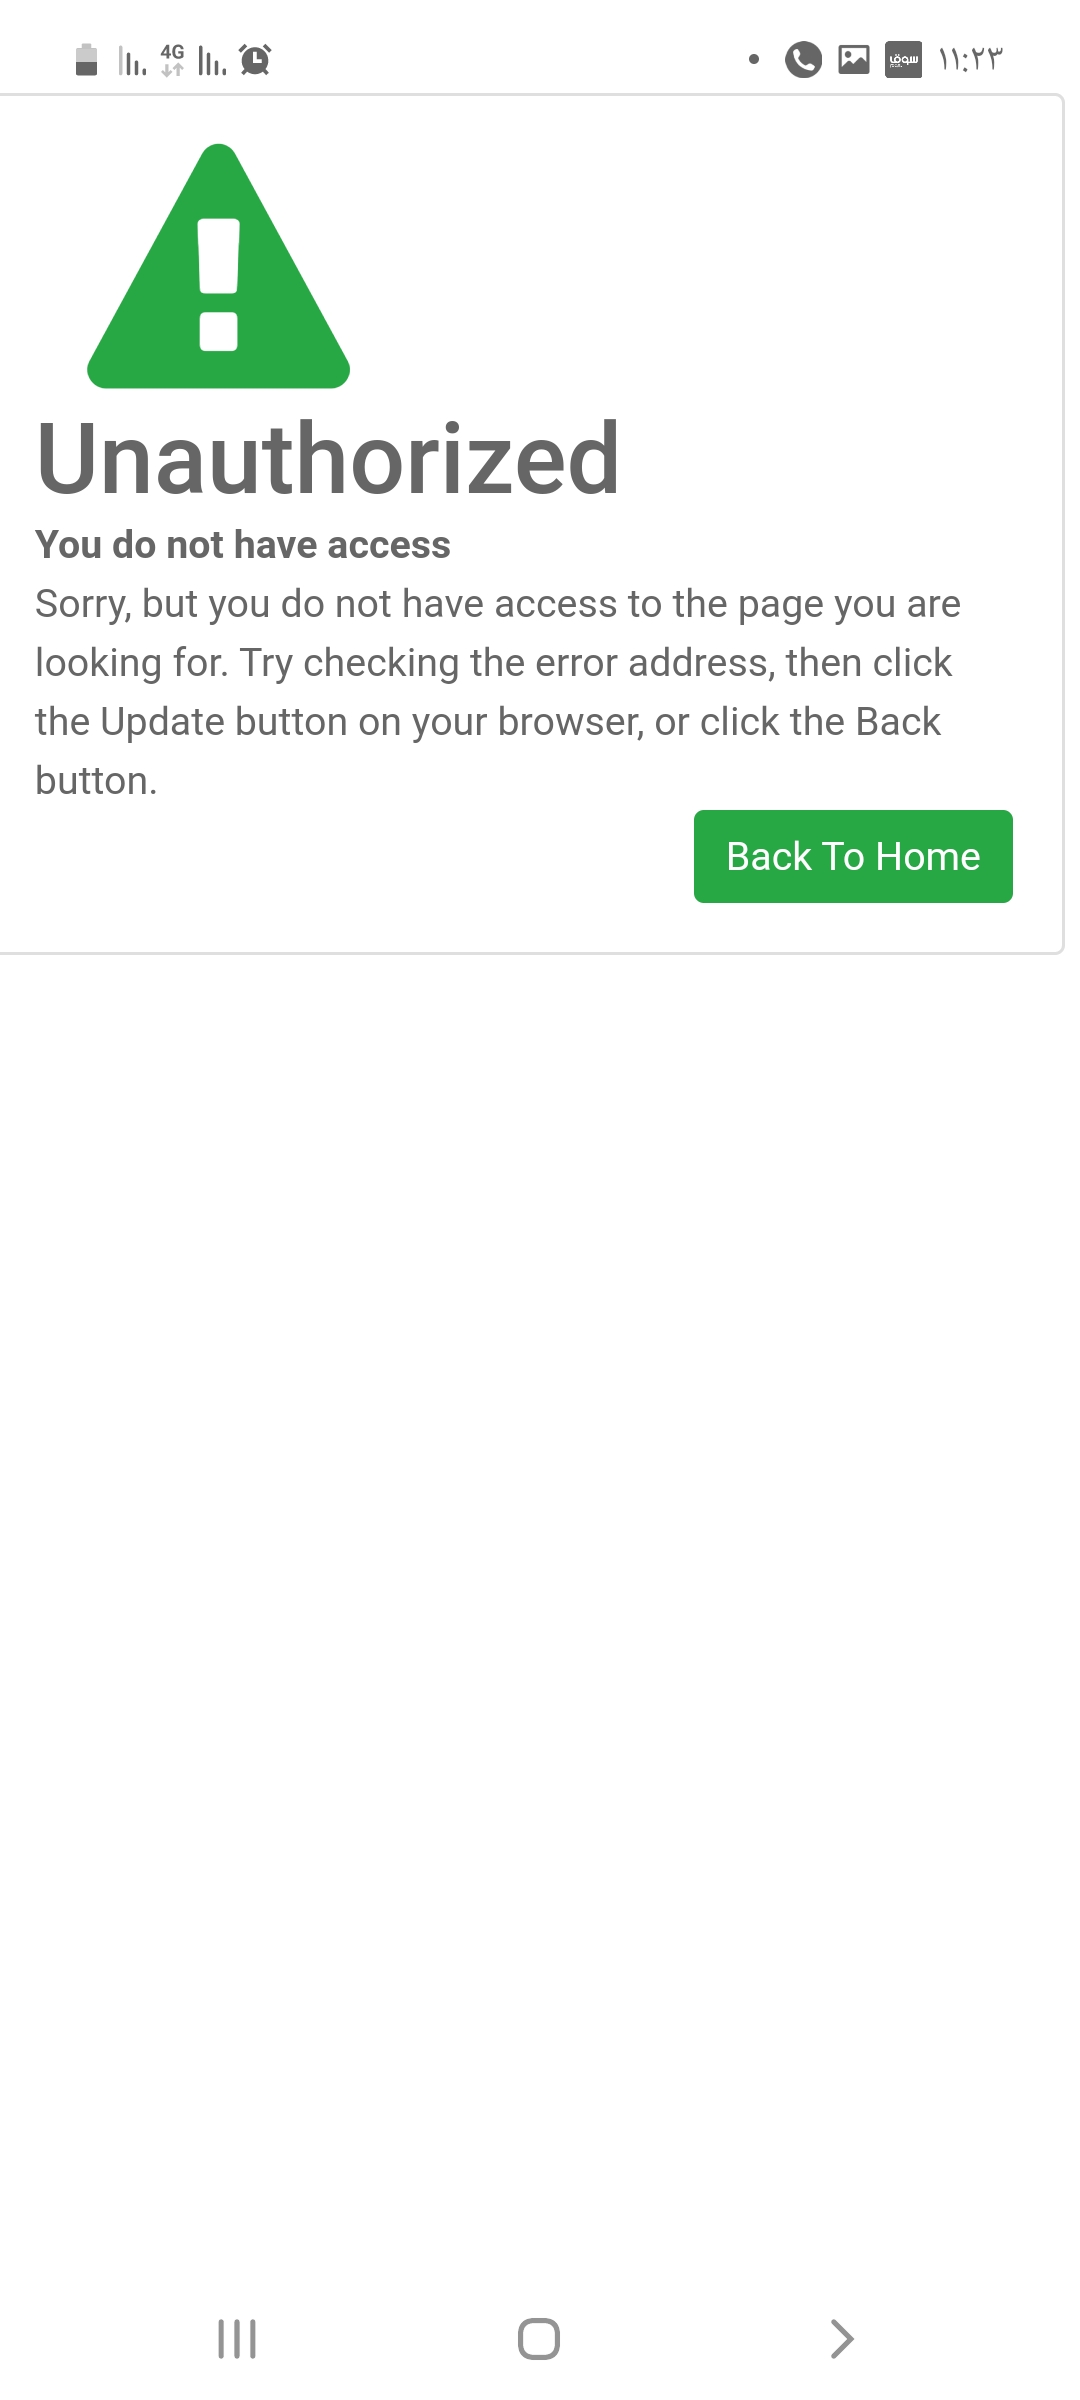 4G
سوق
١١:٢٣
Unauthorized
You do not have access
Sorry, but you do not have access to the page you are
looking for. Try checking the error address, then click
the Update button on your browser, or click the Back
button.
Back To Home